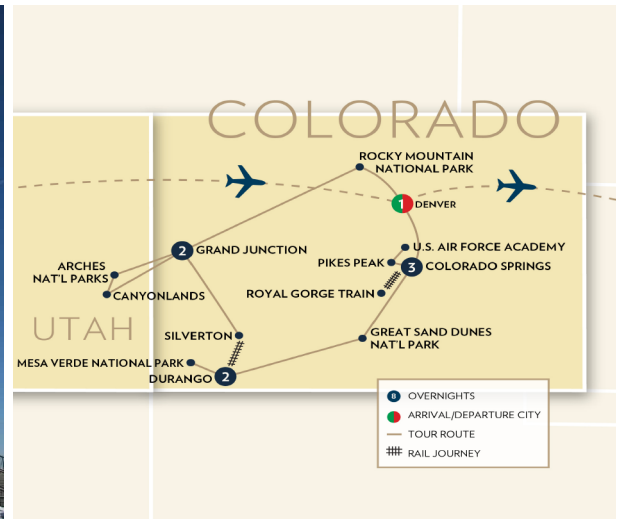 COLORADO
ROCKY MOUNTAIN
NATIONAL PARK
1 DENVER
2 GRAND JUNCTION
U.S. AIR FORCE ACADEMY
PIKES PEAK
3 COLORADO SPRINGS
ARCHES
NAT'L PARKS
CANYONLANDS
ROYAL GORGE TRAIN
UTAH
SILVERTON
GREAT SAND DUNES
NAT'L PARK
MESA VERDE NATIONAL PARK
DURANGO 2
8 OVERNIGHTS
ARRIVAL/DEPARTURE CITY
TOUR ROUTE
RAIL JOURNEY